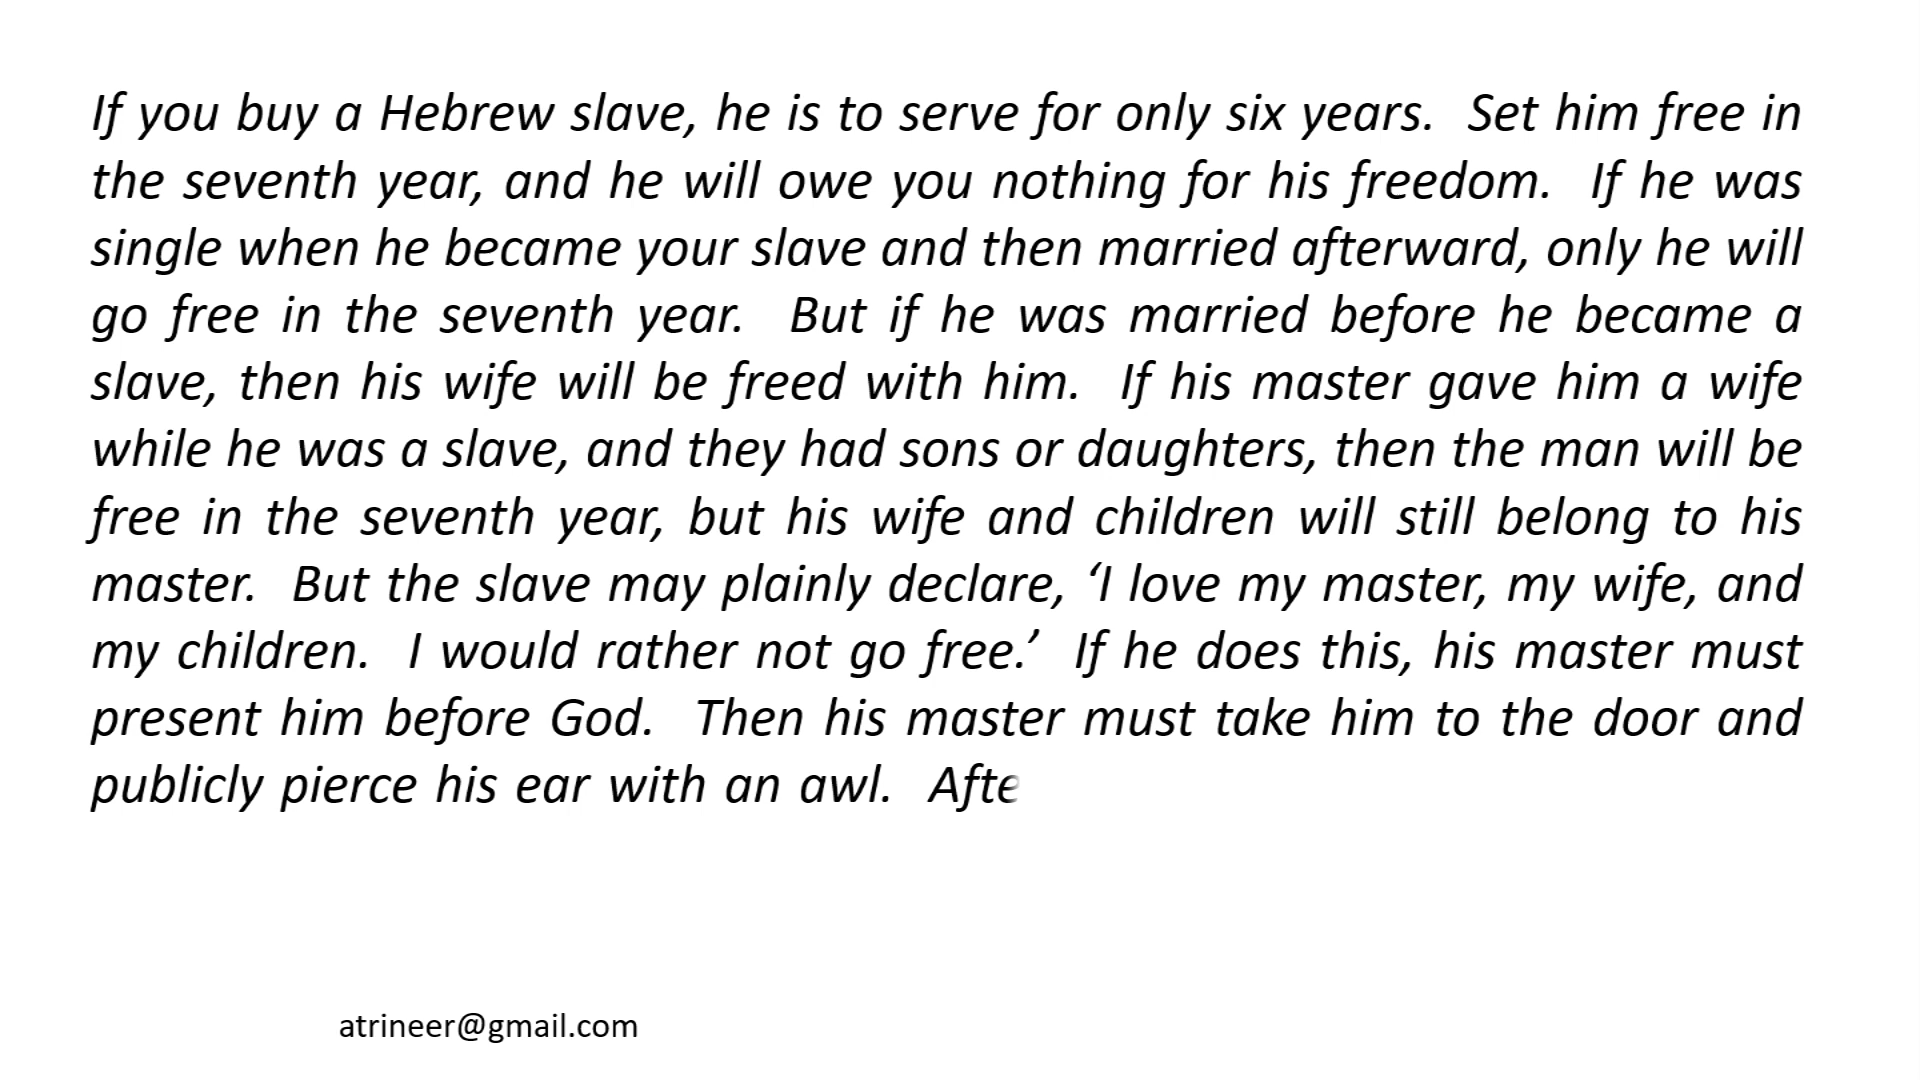 If you buy a Hebrew slave, he is to serve for only six years.  Set him free in
the seventh year, and he will owe you nothing for his freedom.  If he was
single when he became your slave and then married afterward, only he will
go free in the seventh year.  But if he was married before he became a
slave, then his wife will be freed with him.  If his master gave him a wife
while he was a slave, and they had sons or daughters, then the man will be
free in the seventh year, but his wife and children will still belong to his
master.  But the slave may plainly declare, ‘I love my master, my wife, and
my children.  I would rather not go free.’  If he does this, his master must
present him before God.  Then his master must take him to the door and
publicly pierce his ear with an awl.  Afte
atrineer@gmail.com